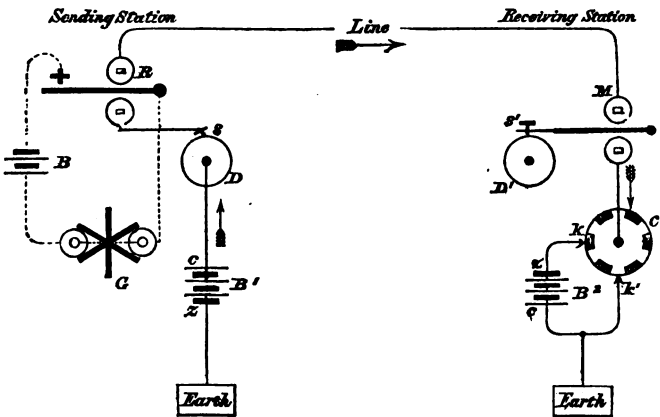 Sending Station
Receiving Station
Line
R
M
S
S'
B
D
D'
C
k
G
c
B'
z
z
B²
k'
c
Earth
Earth